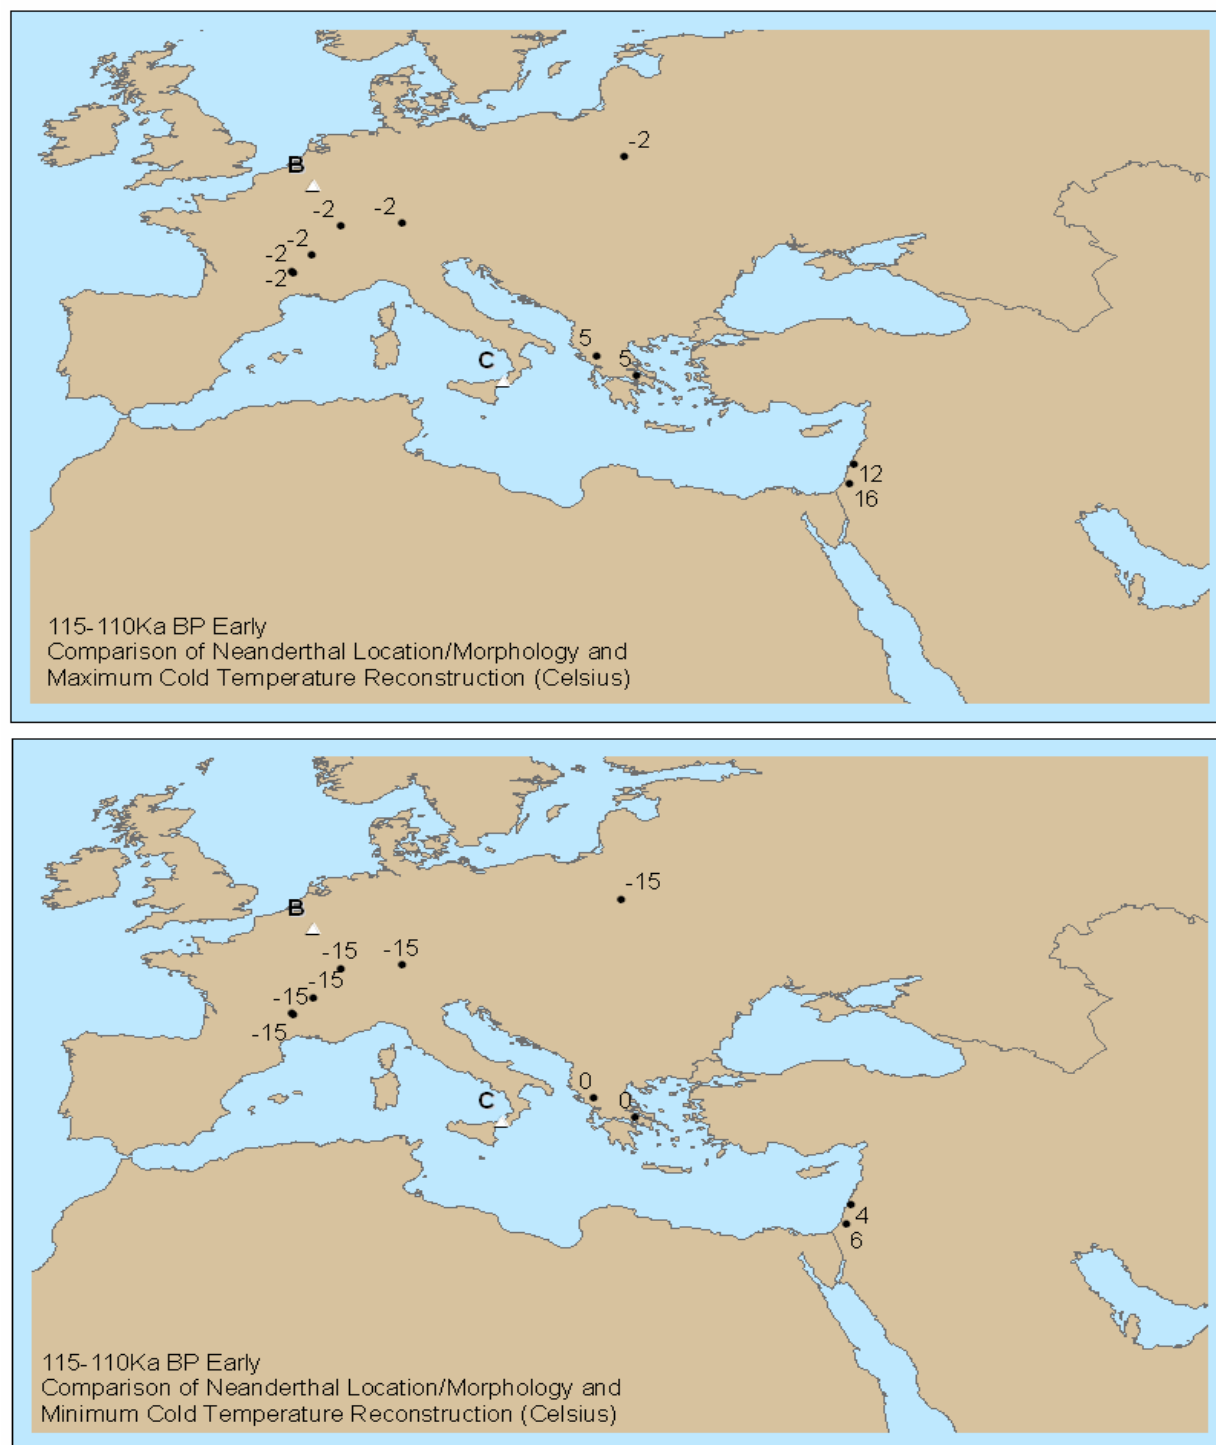 -2
B
-2
-2
-2
-2
-2
5
5
C
12
16
115-110Ka BP Early
Comparison of Neanderthal Location/Morphology and
Maximum Cold Temperature Reconstruction (Celsius)
-15
B
-15
-15
-15
-15
-15
0
0
C
4
6
115-110Ka BP Early
Comparison of Neanderthal Location/Morphology and
Minimum Cold Temperature Reconstruction (Celsius)